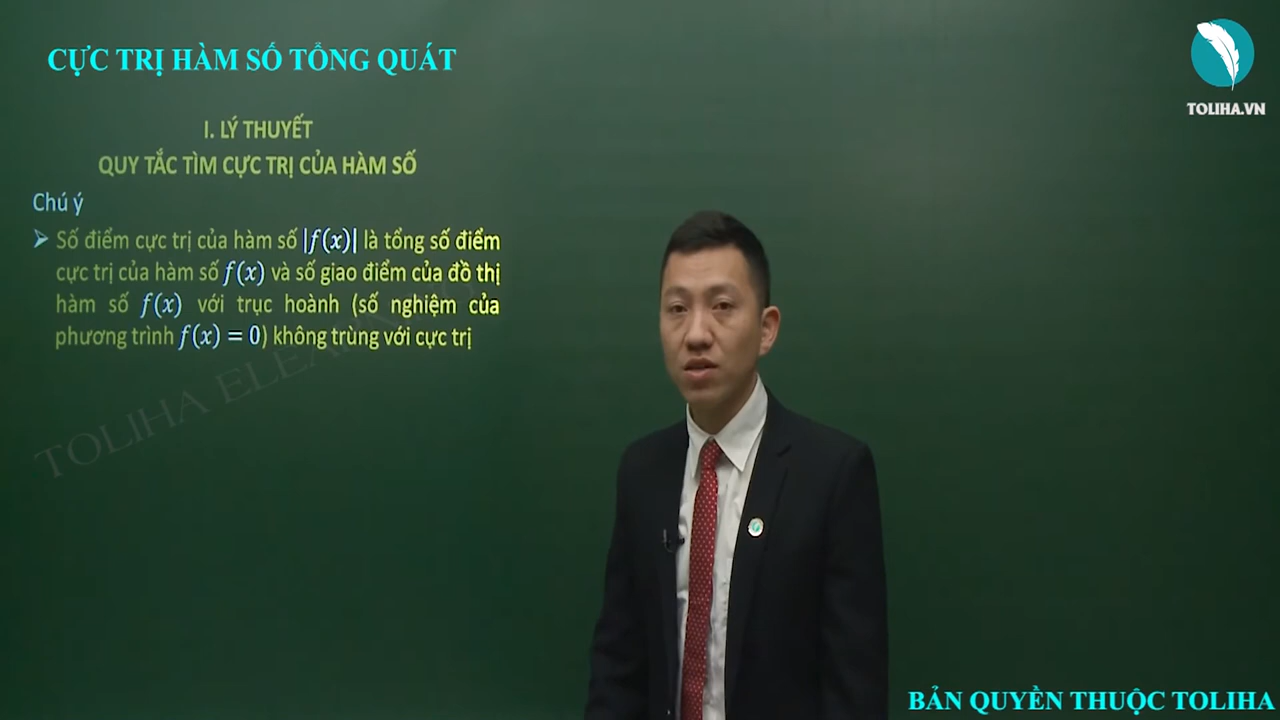 CỰC TRỊ HÀM SỐ TỔNG QUÁT
TOLIHA.VN
I. LÝ THUYẾT
QUY TẮC TÌM CỰC TRỊ CỦA HÀM SỐ
Chú ý
➢ Số điểm cực trị của hàm số |f(x)| là tổng số điểm
cực trị của hàm số f(x) và số giao điểm của đồ thị
hàm số f(x) với trục hoành (số nghiệm của
phương trình f(x) = 0) không trùng với cực trị
BẢN QUYỀN THUỘC TOLIHA